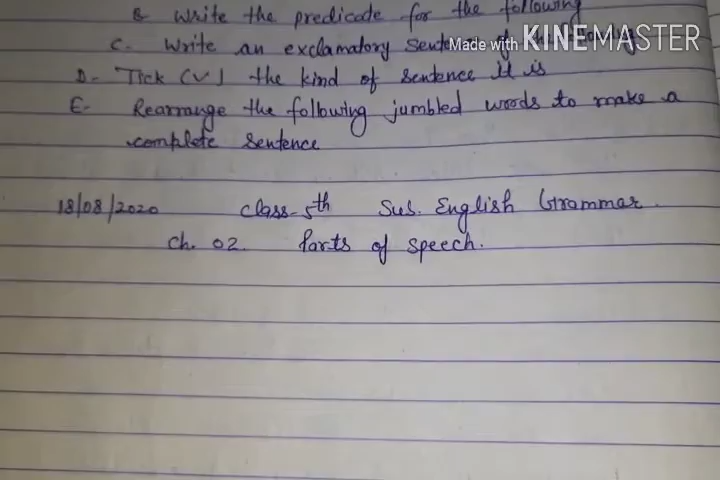 B. Write the predicate for the following
C. Write an exclamatory
Made with KINEMASTER
D- Tick (✓) the kind of sentence it is
E- Rearrange the following jumbled words to make a
complete sentence
18/08/2020 Class-5th Sub. English Grammar.
Ch. 02. Parts of speech.